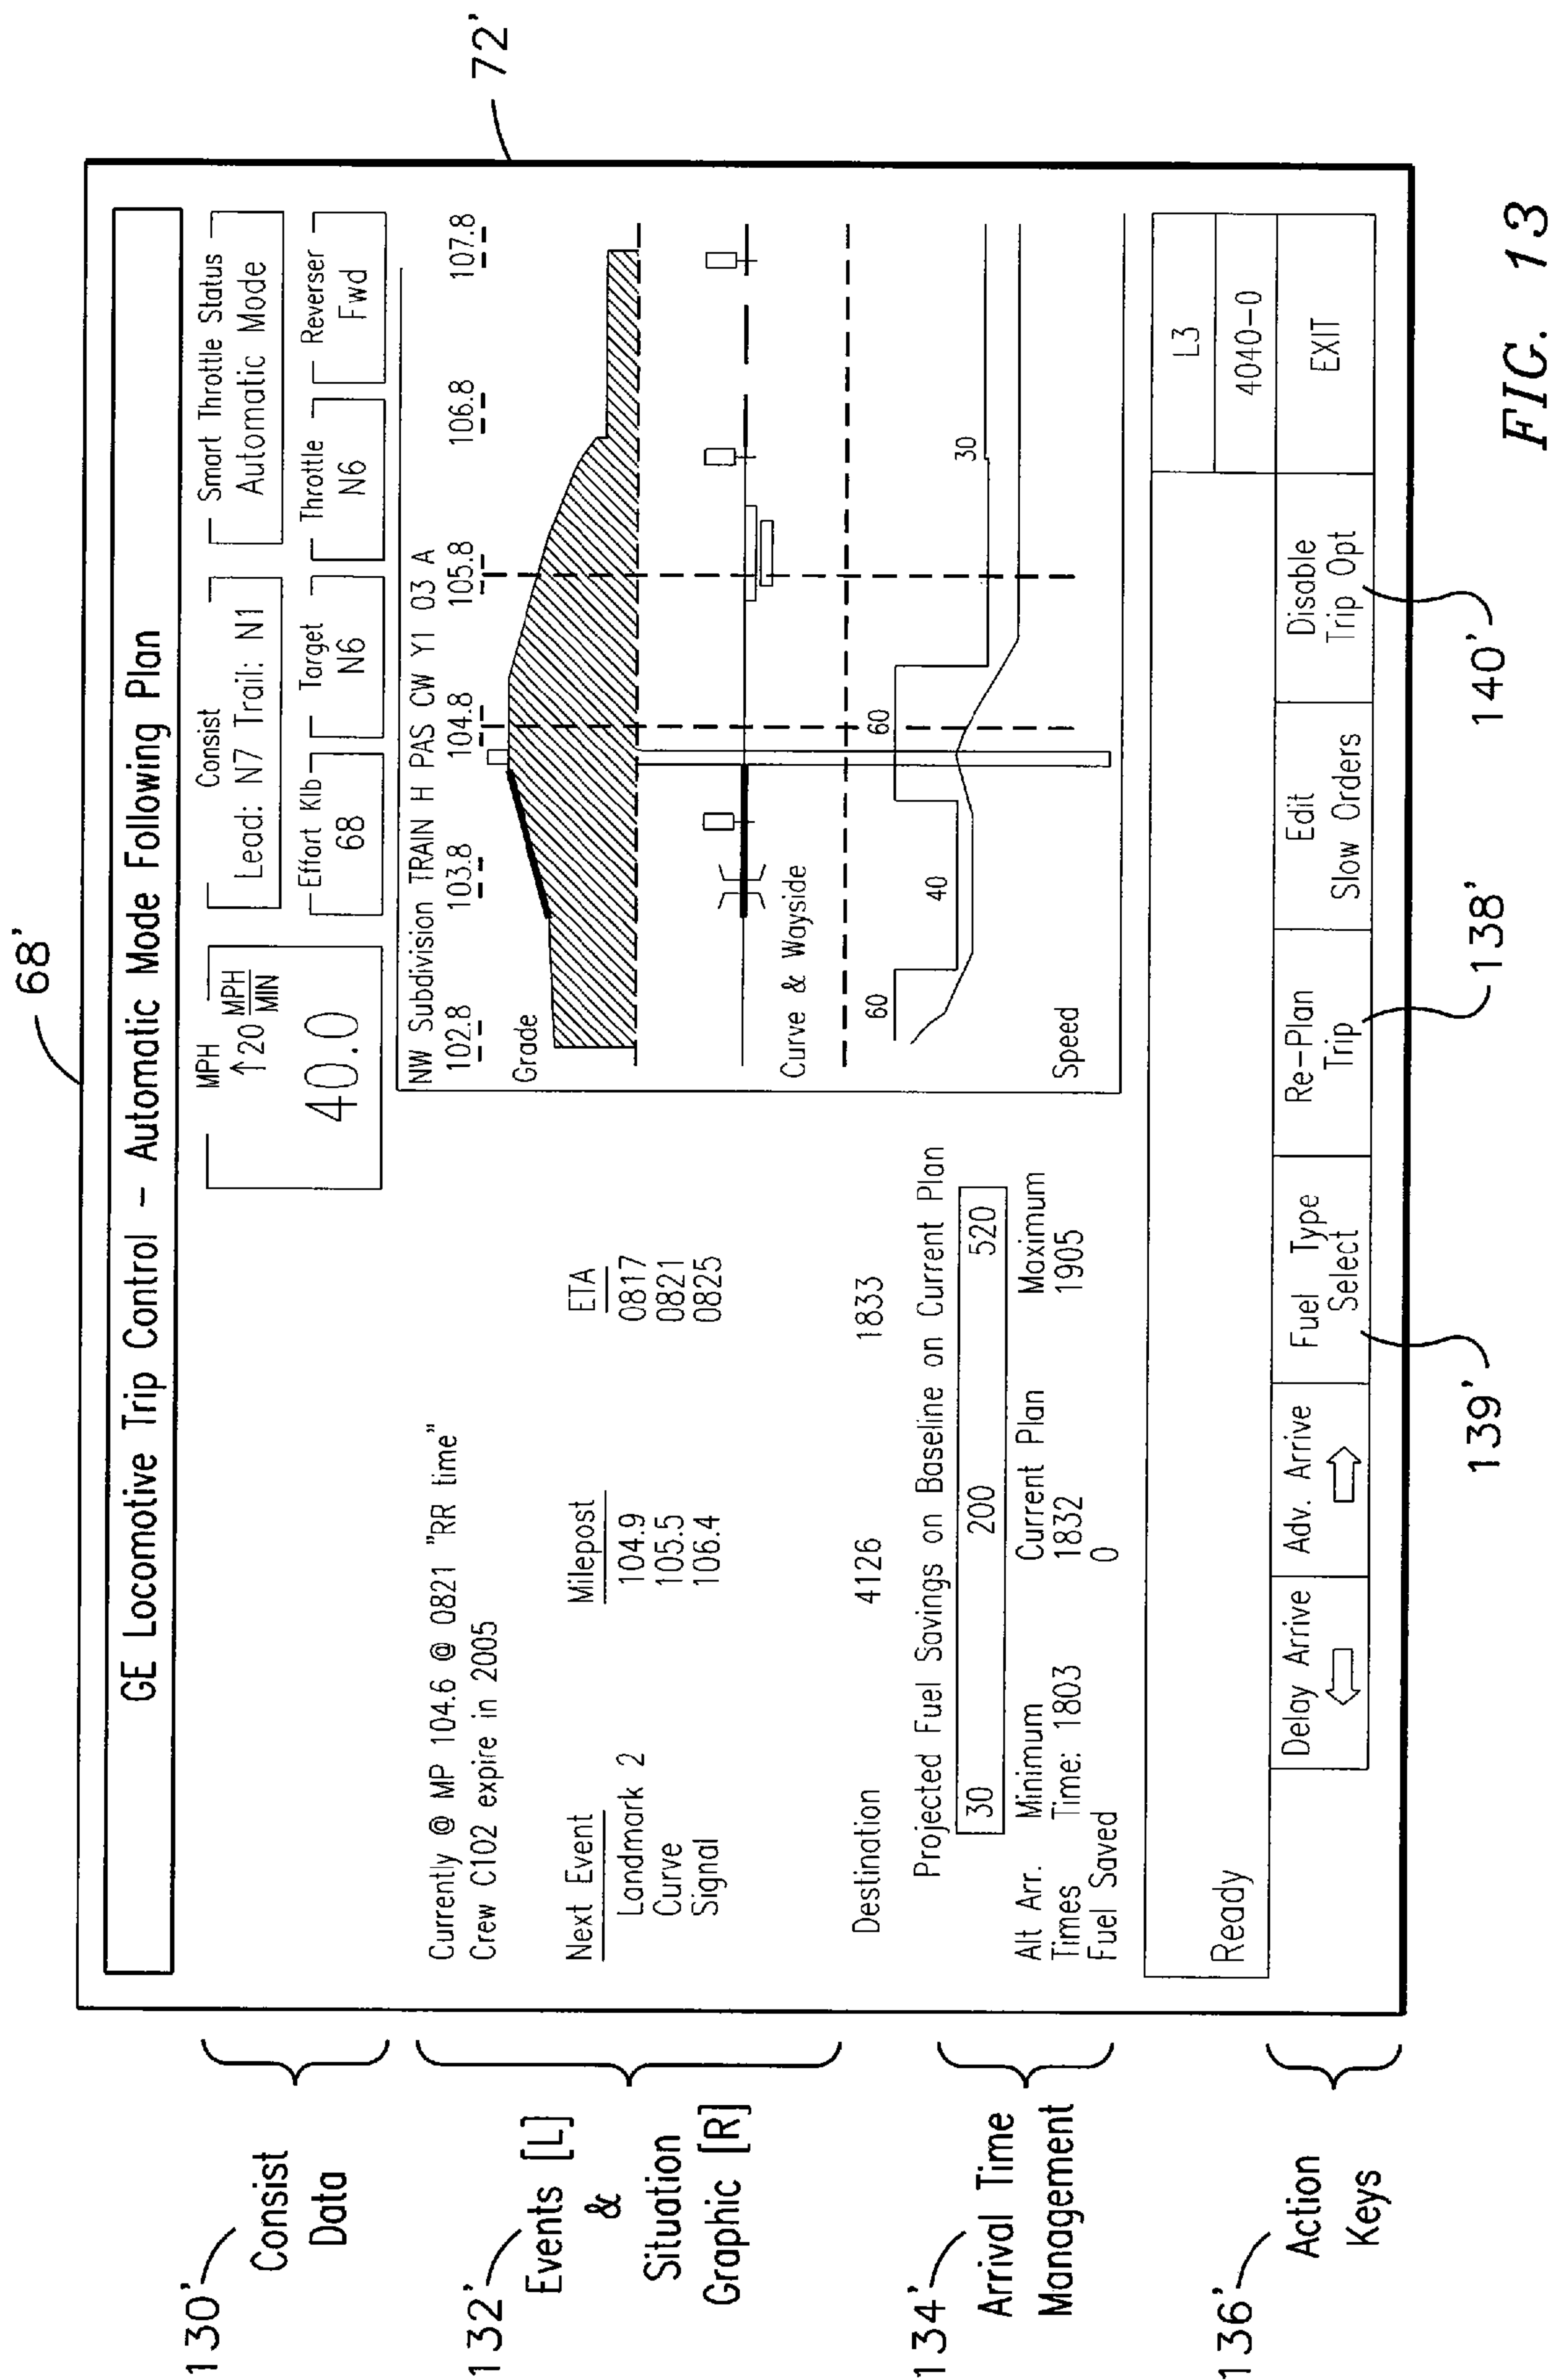 68'
72'
GE Locomotive Trip Control - Automatic Mode Following Plan
130'
Consist
Data
MPH
↑20 MPH
MIN
40.0
Consist
Lead: N7 Trail: N1
Smart Throttle Status
Automatic Mode
Effort Klb
68
Target
N6
Throttle
N6
Reverser
Fwd
132'
Events [L]
&
Situation
Graphic [R]
Currently @ MP 104.6 @ 0821 "RR time"
Crew C102 expire in 2005
Next Event Milepost ETA
Landmark 2 104.9 0817
Curve 105.5 0821
Signal 106.4 0825
Destination 4126 1833
NW Subdivision TRAIN H PAS CW Y1 03 A
102.8 103.8 104.8 105.8 106.8 107.8
Grade
Curve & Wayside
60 40 60 30
Speed
134'
Arrival Time
Management
Projected Fuel Savings on Baseline on Current Plan
30 200 520
Alt Arr. Minimum Current Plan Maximum
Times Time: 1803 1832 1905
Fuel Saved 0
Ready
L3
4040-0
136'
Action
Keys
Delay Arrive
Adv. Arrive
Fuel Type
Select
Re-Plan
Trip
Edit
Slow Orders
Disable
Trip Opt
EXIT
139'
138'
140'
FIG. 13